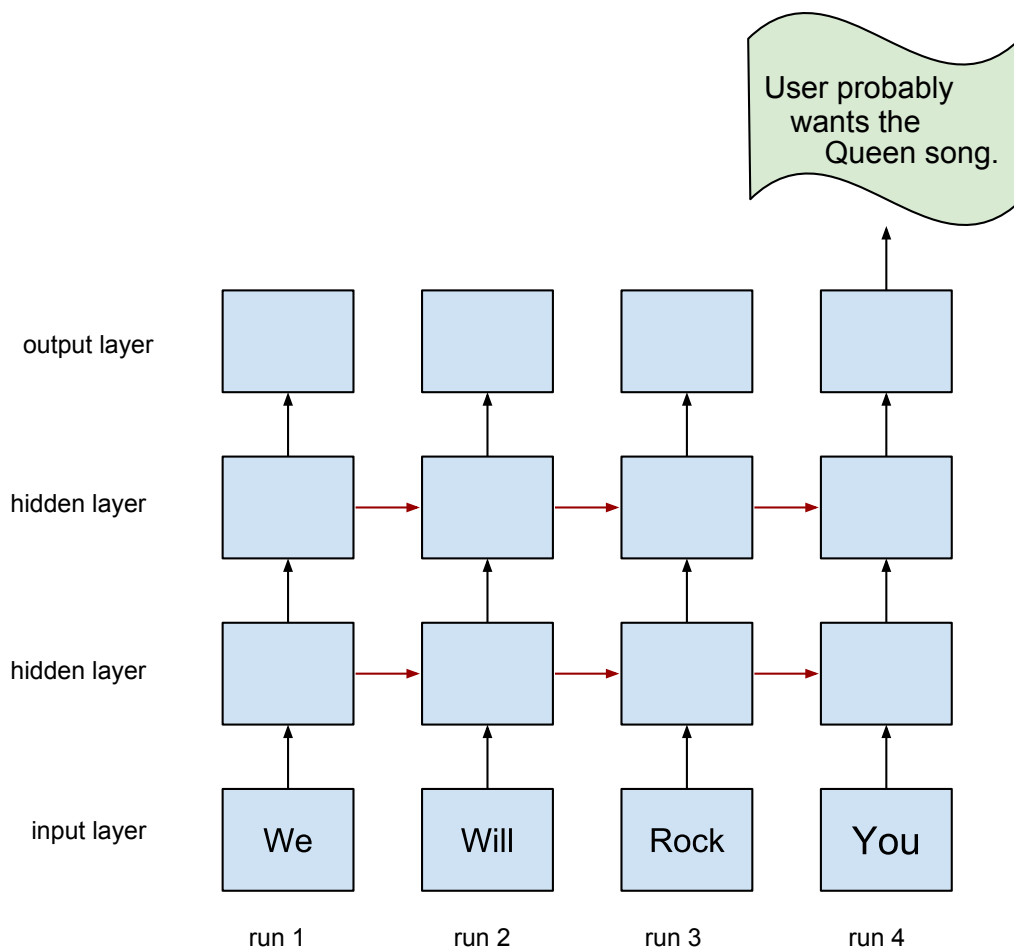 User probably
wants the
Queen song.
output layer
hidden layer
hidden layer
input layer
We
Will
Rock
You
run 1
run 2
run 3
run 4